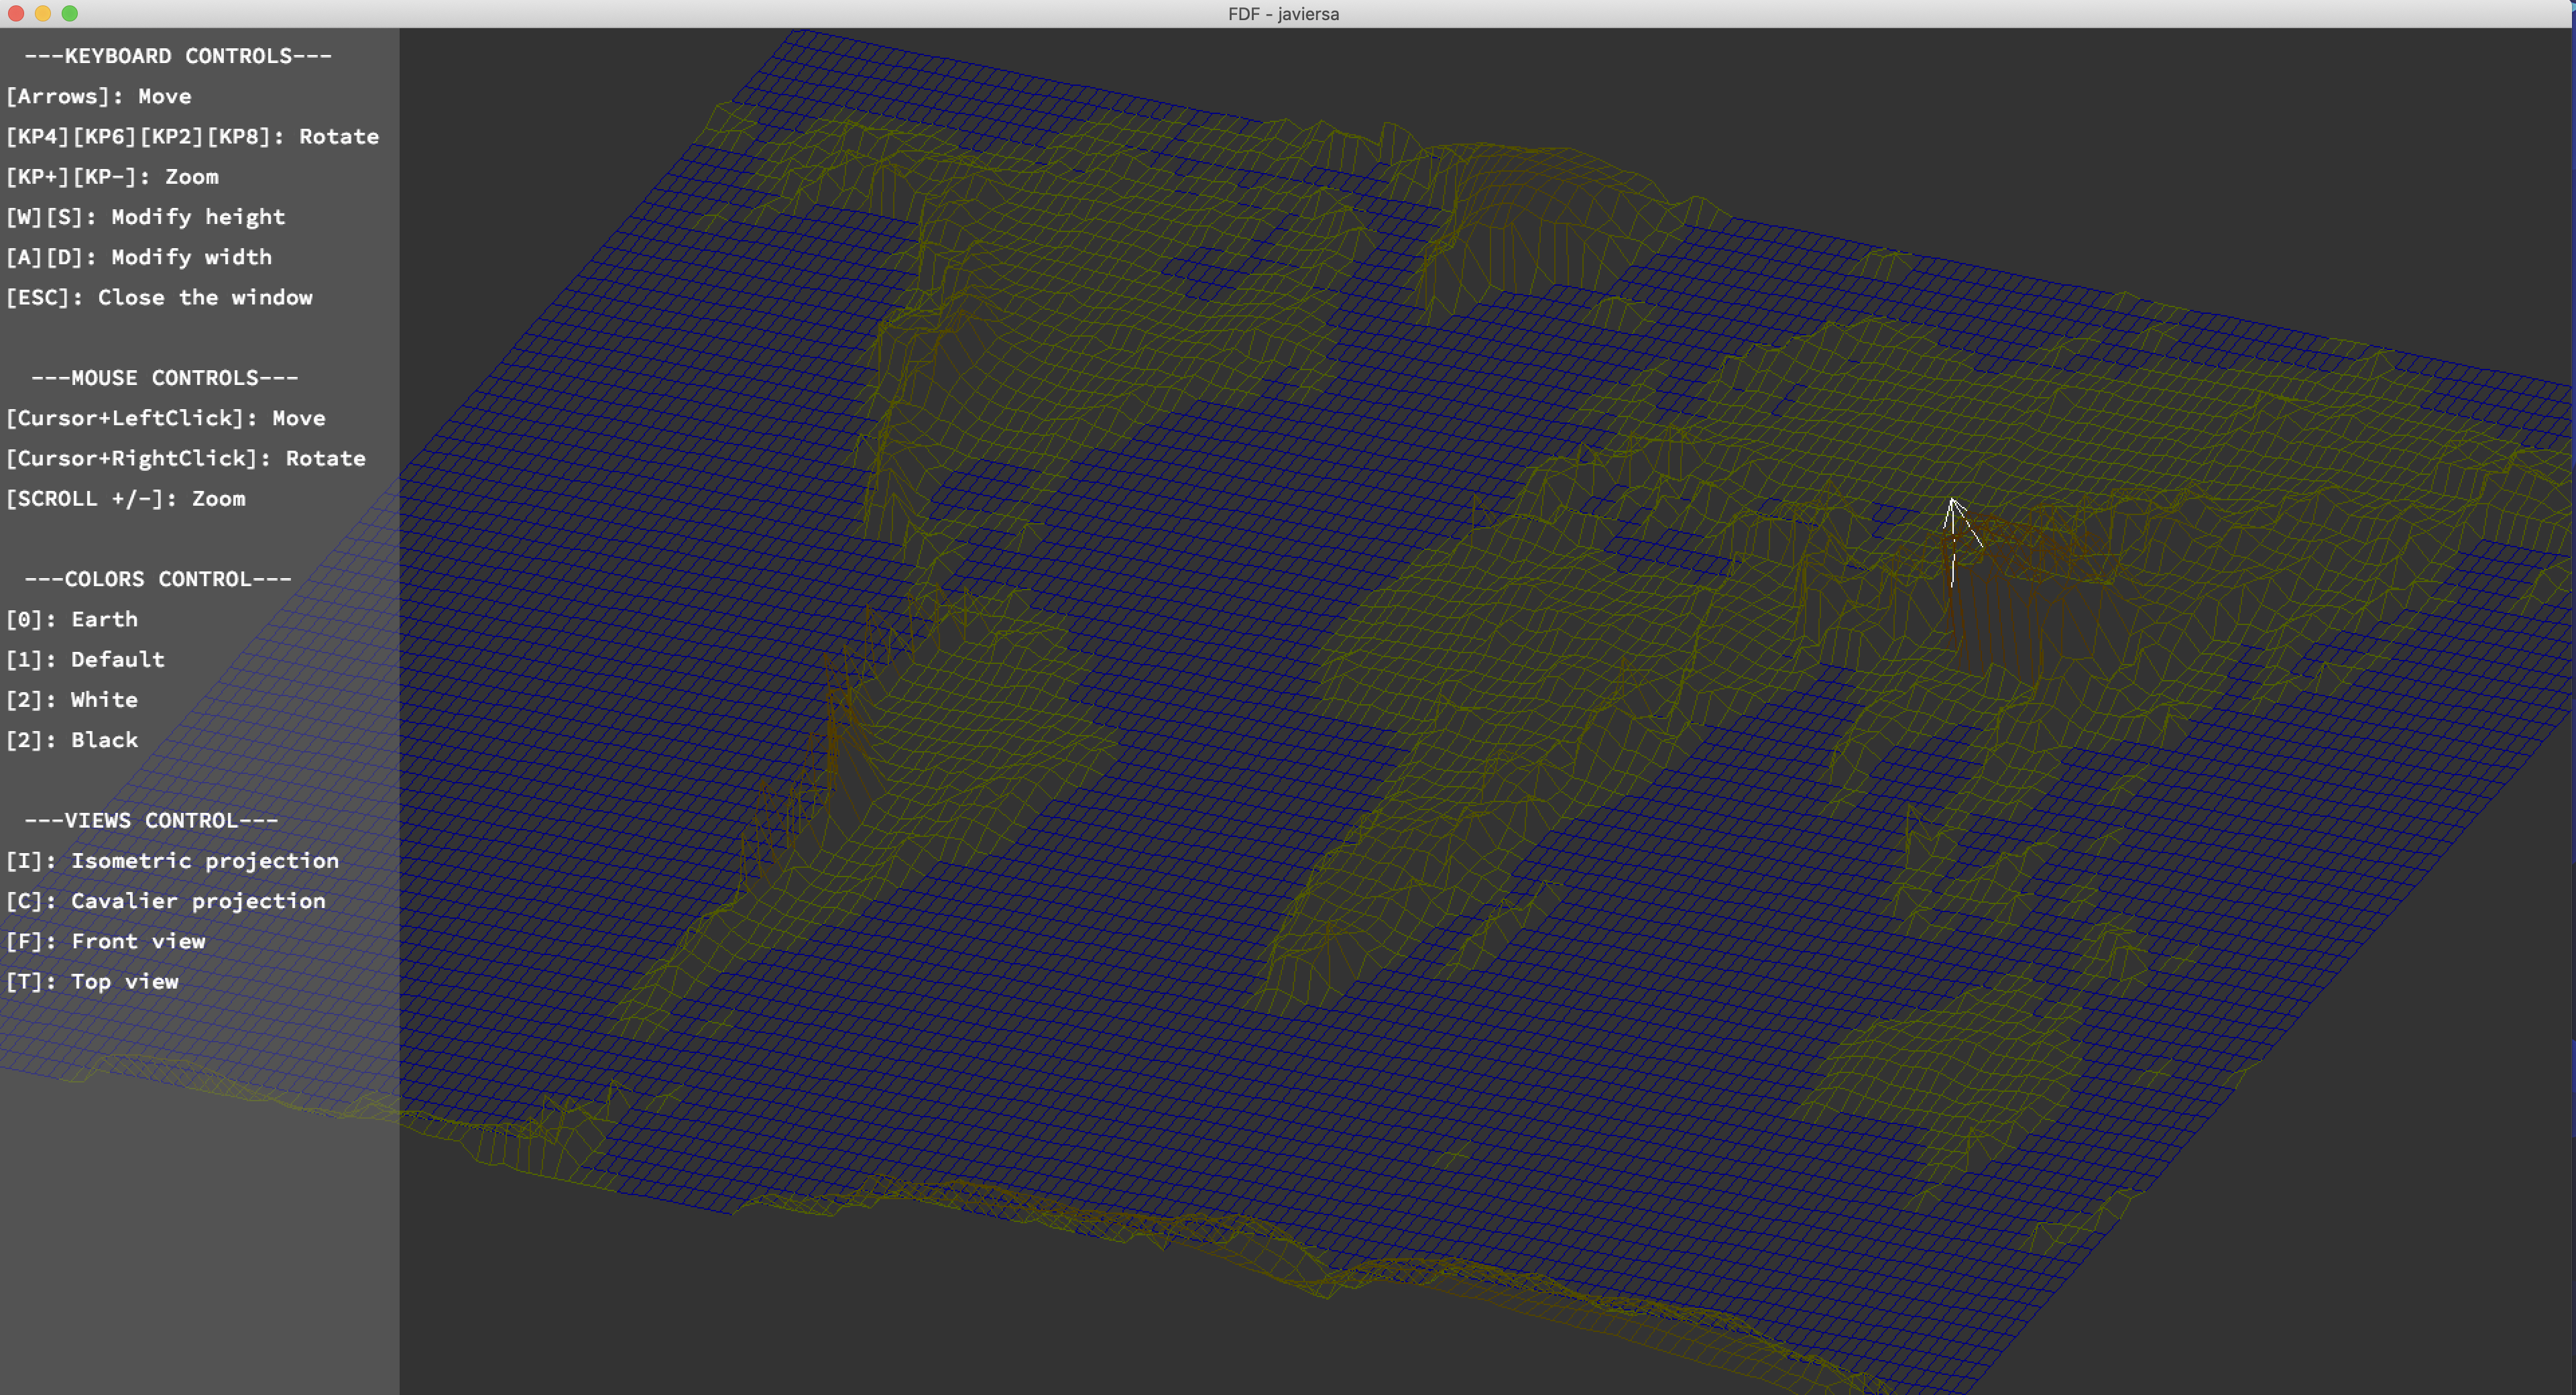 FDF - javiersa
---KEYBOARD CONTROLS---
[Arrows]: Move
[KP4][KP6][KP2][KP8]: Rotate
[KP+][KP-]: Zoom
[W][S]: Modify height
[A][D]: Modify width
[ESC]: Close the window
---MOUSE CONTROLS---
[Cursor+LeftClick]: Move
[Cursor+RightClick]: Rotate
[SCROLL +/-]: Zoom
---COLORS CONTROL---
[0]: Earth
[1]: Default
[2]: White
[2]: Black
---VIEWS CONTROL---
[I]: Isometric projection
[C]: Cavalier projection
[F]: Front view
[T]: Top view